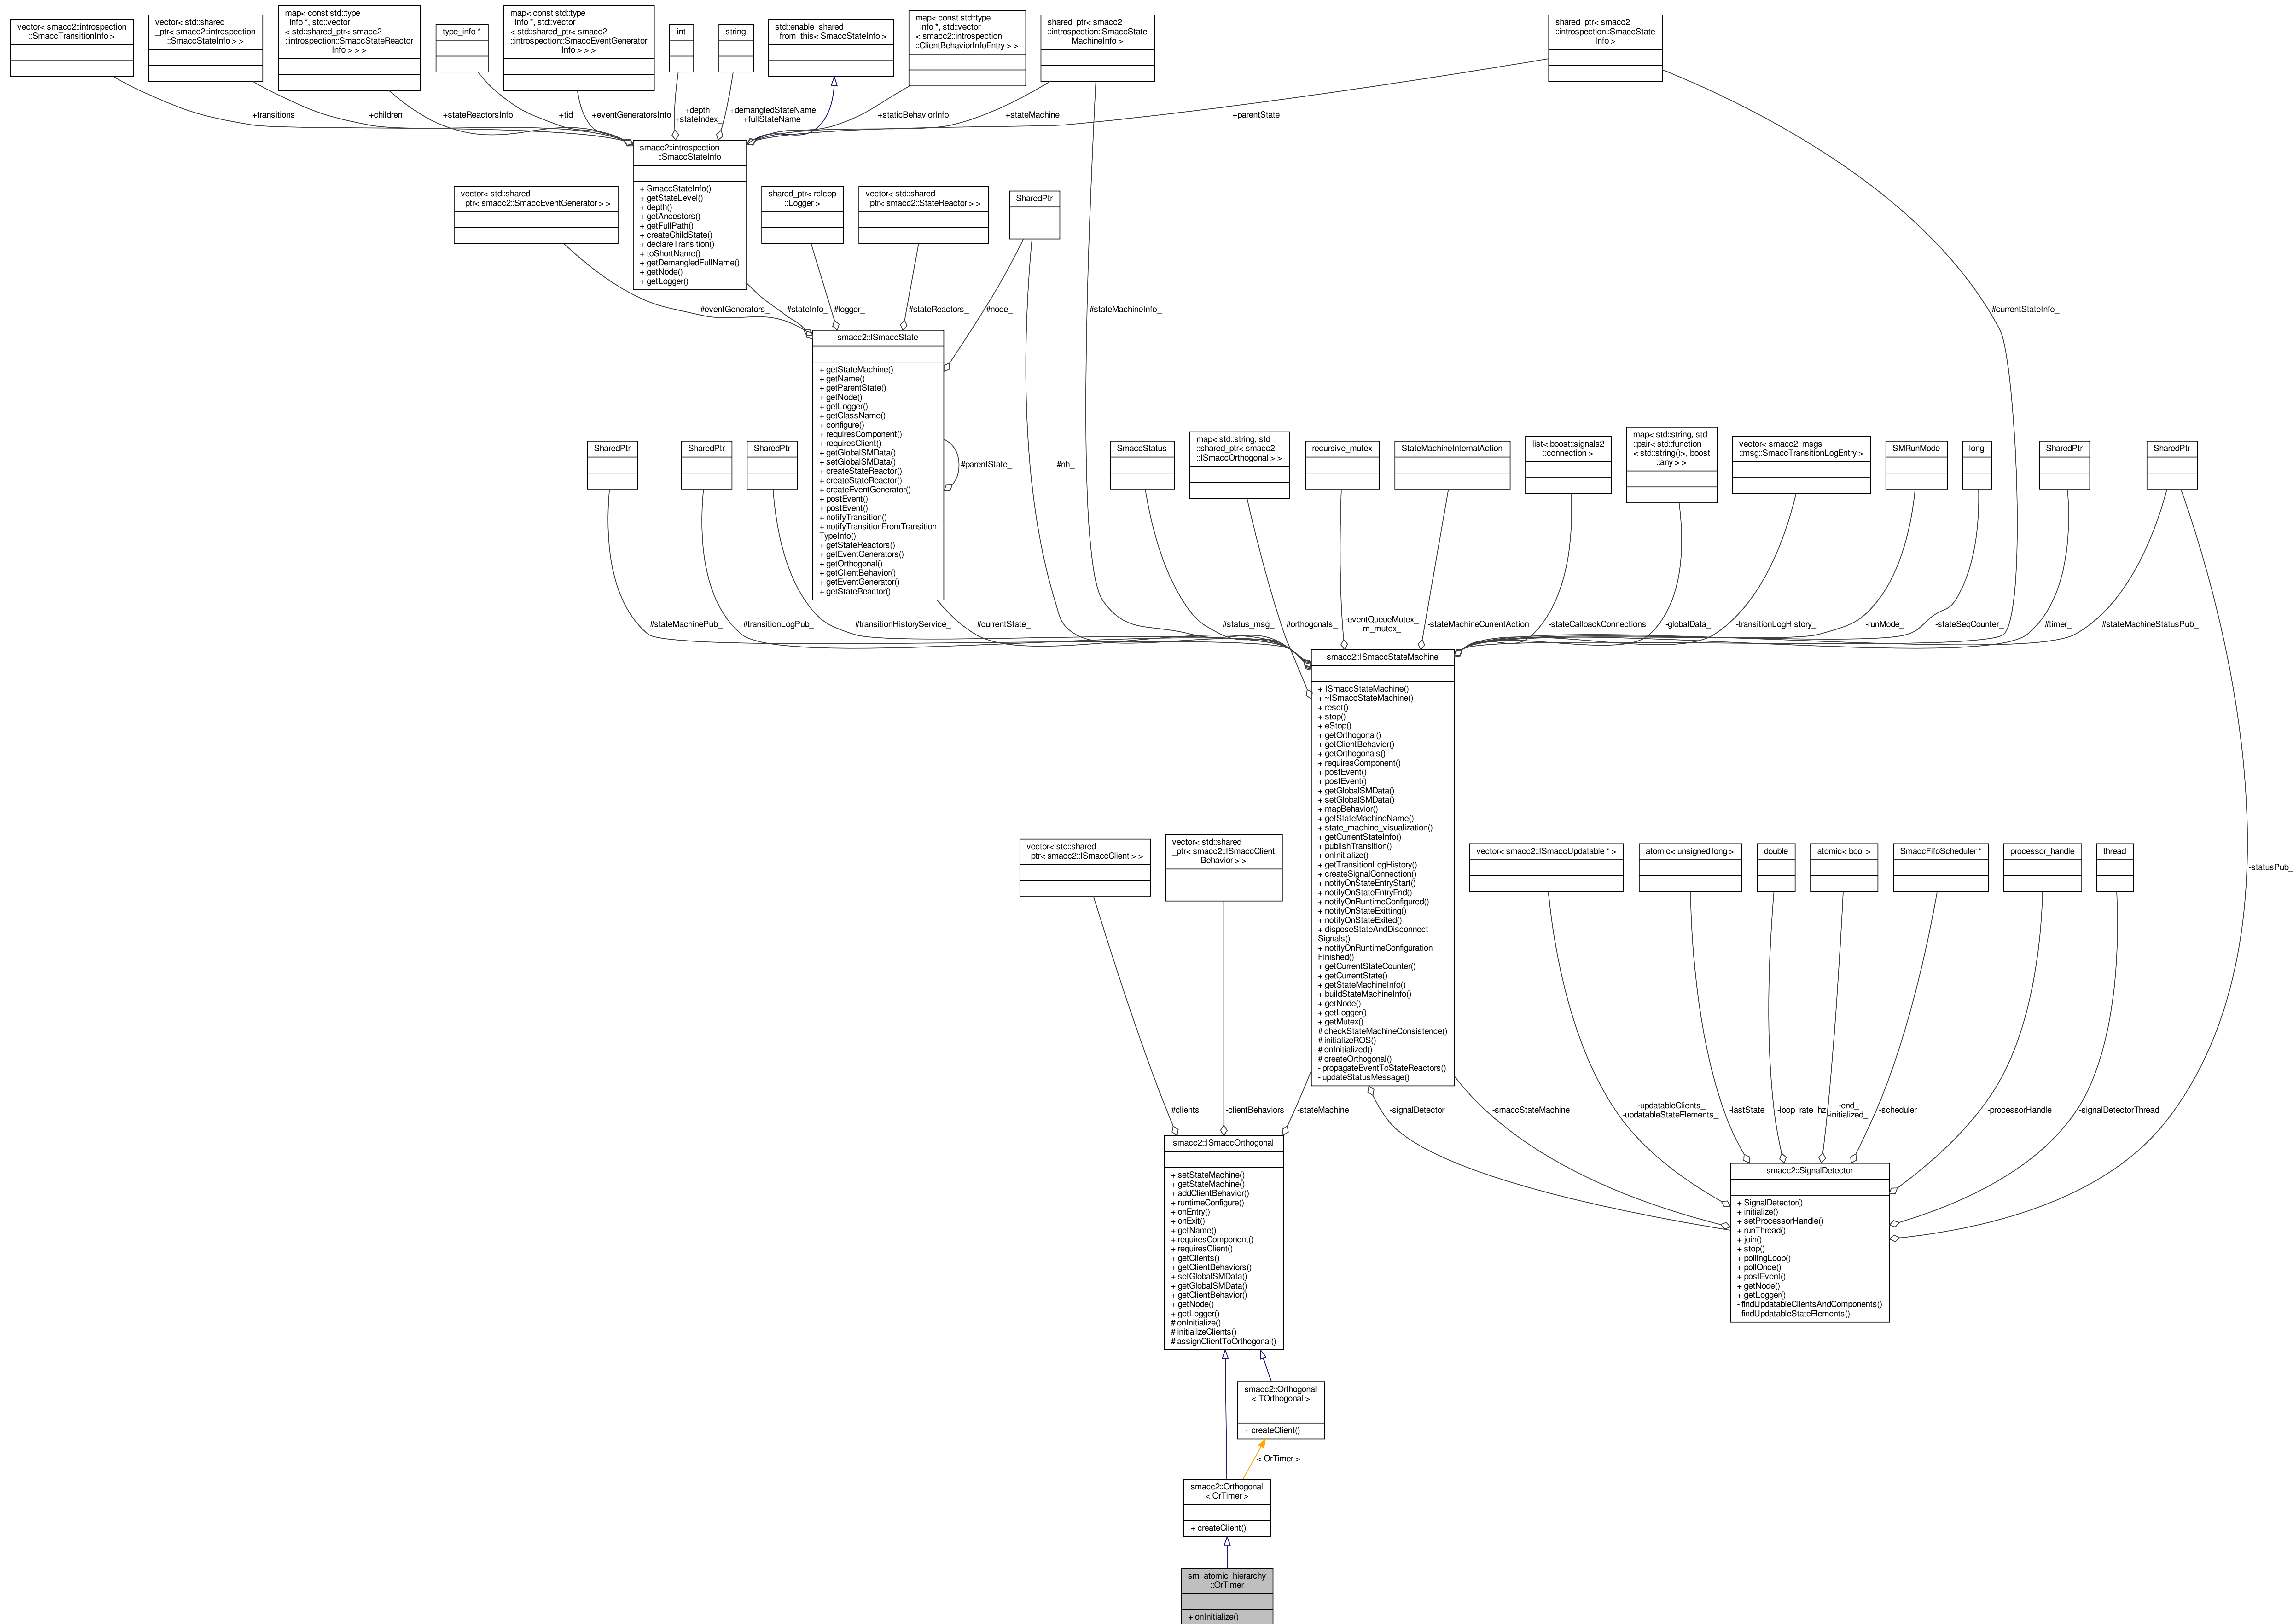 vector< smacc2::introspection
::SmaccTransitionInfo >
vector< std::shared
_ptr< smacc2::introspection
::SmaccStateInfo > >
map< const std::type
_info *, std::vector
< std::shared_ptr< smacc2
::introspection::SmaccStateReactor
Info > > >
type_info *
map< const std::type
_info *, std::vector
< std::shared_ptr< smacc2
::introspection::SmaccEventGenerator
Info > > >
int
string
std::enable_shared
_from_this< SmaccStateInfo >
map< const std::type
_info *, std::vector
< smacc2::introspection
::ClientBehaviorInfoEntry > >
shared_ptr< smacc2
::introspection::SmaccState
MachineInfo >
shared_ptr< smacc2
::introspection::SmaccState
Info >
+transitions_
+children_
+stateReactorsInfo
+tid_
+eventGeneratorsInfo
+depth_
+stateIndex_
+demangledStateName
+fullStateName
+staticBehaviorInfo
+stateMachine_
+parentState_
smacc2::introspection
::SmaccStateInfo
+ SmaccStateInfo()
+ getStateLevel()
+ depth()
+ getAncestors()
+ getFullPath()
+ createChildState()
+ declareTransition()
+ toShortName()
+ getDemangledFullName()
+ getNode()
+ getLogger()
vector< std::shared
_ptr< smacc2::SmaccEventGenerator > >
shared_ptr< rclcpp
::Logger >
vector< std::shared
_ptr< smacc2::StateReactor > >
SharedPtr
#eventGenerators_
#stateInfo_
#logger_
#stateReactors_
#node_
#stateMachineInfo_
#currentStateInfo_
smacc2::ISmaccState
+ getStateMachine()
+ getName()
+ getParentState()
+ getNode()
+ getLogger()
+ getClassName()
+ configure()
+ requiresComponent()
+ requiresClient()
+ getGlobalSMData()
+ setGlobalSMData()
+ createStateReactor()
+ createStateReactor()
+ createEventGenerator()
+ postEvent()
+ postEvent()
+ notifyTransition()
+ notifyTransitionFromTransition
TypeInfo()
+ getStateReactors()
+ getEventGenerators()
+ getOrthogonal()
+ getClientBehavior()
+ getEventGenerator()
+ getStateReactor()
#parentState_
#nh_
SharedPtr
SharedPtr
SharedPtr
SmaccStatus
map< std::string, std
::shared_ptr< smacc2
::ISmaccOrthogonal > >
recursive_mutex
StateMachineInternalAction
list< boost::signals2
::connection >
map< std::string, std
::pair< std::function
< std::string()>, boost
::any > >
vector< smacc2_msgs
::msg::SmaccTransitionLogEntry >
SMRunMode
long
SharedPtr
SharedPtr
#stateMachinePub_
#transitionLogPub_
#transitionHistoryService_
#currentState_
#status_msg_
#orthogonals_
-eventQueueMutex_
-m_mutex_
-stateMachineCurrentAction
-stateCallbackConnections
-globalData_
-transitionLogHistory_
-runMode_
-stateSeqCounter_
#timer_
#stateMachineStatusPub_
smacc2::ISmaccStateMachine
+ ISmaccStateMachine()
+ ~ISmaccStateMachine()
+ reset()
+ stop()
+ eStop()
+ getOrthogonal()
+ getClientBehavior()
+ getOrthogonals()
+ requiresComponent()
+ postEvent()
+ postEvent()
+ getGlobalSMData()
+ setGlobalSMData()
+ mapBehavior()
+ getStateMachineName()
+ state_machine_visualization()
+ getCurrentStateInfo()
+ publishTransition()
+ onInitialize()
+ getTransitionLogHistory()
+ createSignalConnection()
+ notifyOnStateEntryStart()
+ notifyOnStateEntryEnd()
+ notifyOnRuntimeConfigured()
+ notifyOnStateExitting()
+ notifyOnStateExited()
+ disposeStateAndDisconnect
Signals()
+ notifyOnRuntimeConfiguration
Finished()
+ getCurrentStateCounter()
+ getCurrentState()
+ getStateMachineInfo()
+ buildStateMachineInfo()
+ getNode()
+ getLogger()
+ getMutex()
# checkStateMachineConsistence()
# initializeROS()
# onInitialized()
# createOrthogonal()
- propagateEventToStateReactors()
- updateStatusMessage()
vector< std::shared
_ptr< smacc2::ISmaccClient > >
vector< std::shared
_ptr< smacc2::ISmaccClient
Behavior > >
vector< smacc2::ISmaccUpdatable * >
atomic< unsigned long >
double
atomic< bool >
SmaccFifoScheduler *
processor_handle
thread
-statusPub_
#clients_
-clientBehaviors_
-stateMachine_
-signalDetector_
-smaccStateMachine_
-updatableClients_
-updatableStateElements_
-lastState_
-loop_rate_hz
-end_
-initialized_
-scheduler_
-processorHandle_
-signalDetectorThread_
smacc2::ISmaccOrthogonal
+ setStateMachine()
+ getStateMachine()
+ addClientBehavior()
+ runtimeConfigure()
+ onEntry()
+ onExit()
+ getName()
+ requiresComponent()
+ requiresClient()
+ getClients()
+ getClientBehaviors()
+ setGlobalSMData()
+ getGlobalSMData()
+ getClientBehavior()
+ getNode()
+ getLogger()
# onInitialize()
# initializeClients()
# assignClientToOrthogonal()
smacc2::SignalDetector
+ SignalDetector()
+ initialize()
+ setProcessorHandle()
+ runThread()
+ join()
+ stop()
+ pollingLoop()
+ pollOnce()
+ postEvent()
+ getNode()
+ getLogger()
- findUpdatableClientsAndComponents()
- findUpdatableStateElements()
smacc2::Orthogonal
< TOrthogonal >
+ createClient()
< OrTimer >
smacc2::Orthogonal
< OrTimer >
+ createClient()
sm_atomic_hierarchy
::OrTimer
+ onInitialize()